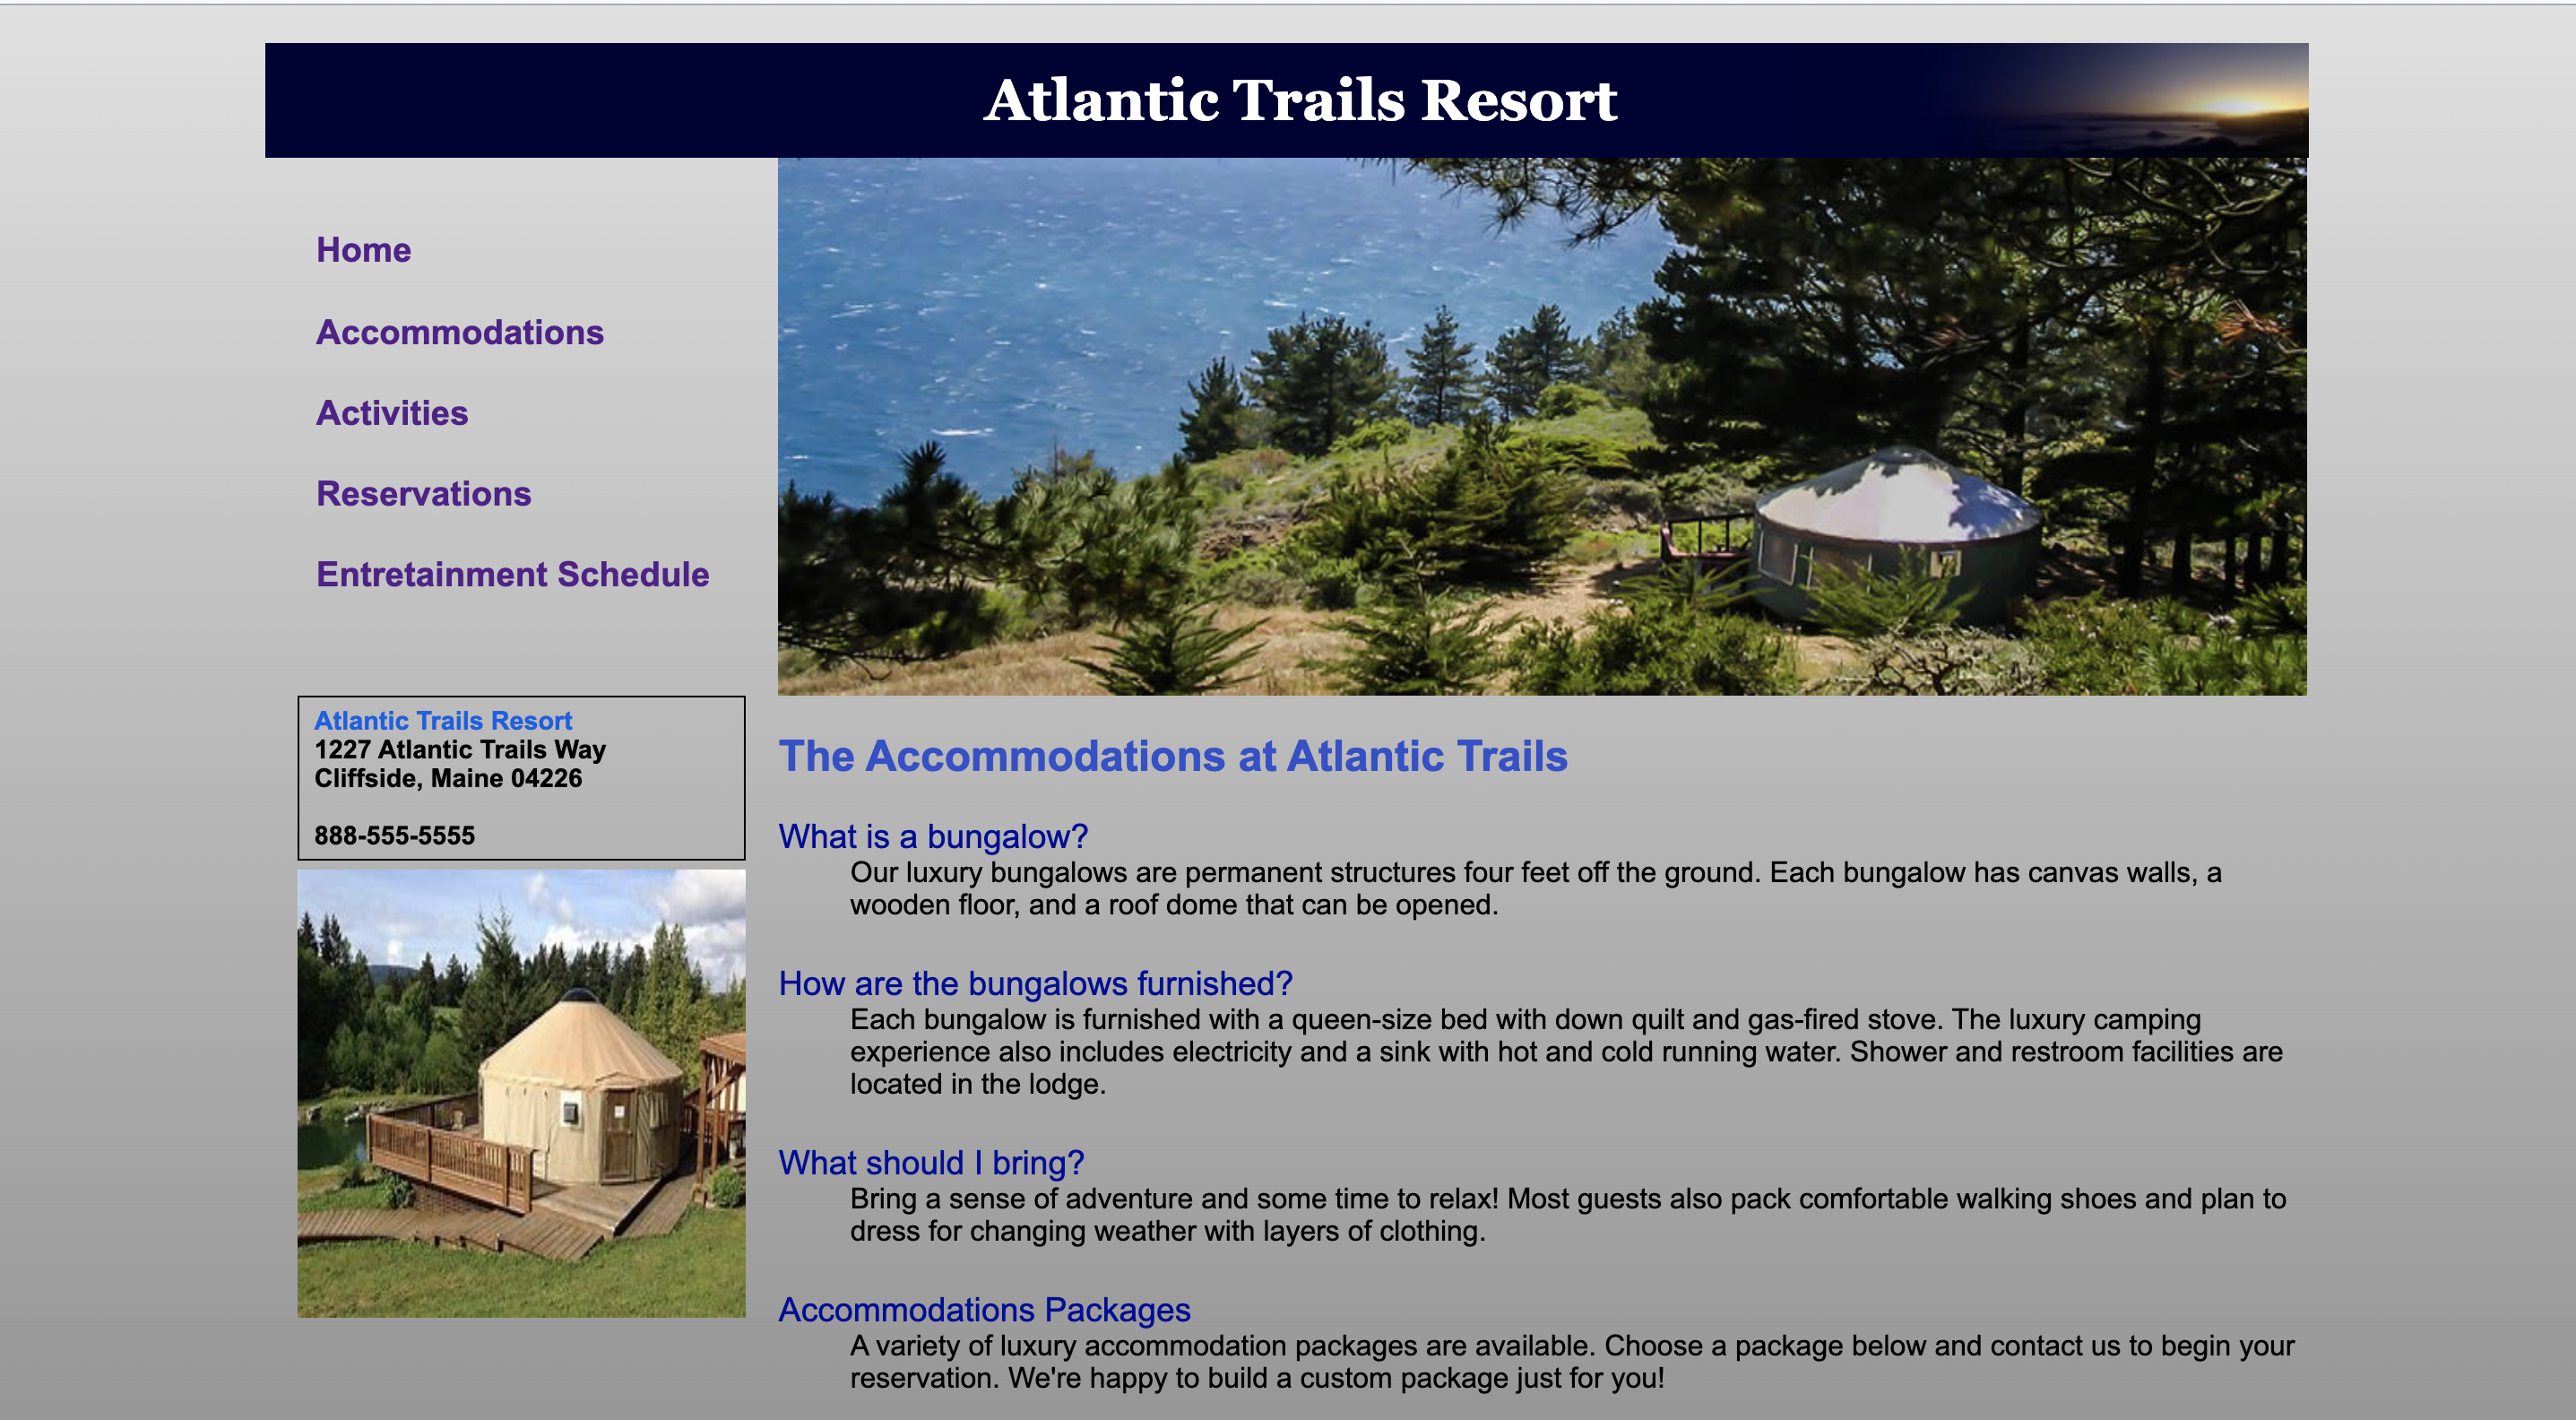 Atlantic Trails Resort
Home
Accommodations
Activities
Reservations
Entretainment Schedule
Atlantic Trails Resort
1227 Atlantic Trails Way
Cliffside, Maine 04226
888-555-5555
The Accommodations at Atlantic Trails
What is a bungalow?
Our luxury bungalows are permanent structures four feet off the ground. Each bungalow has canvas walls, a
wooden floor, and a roof dome that can be opened.
How are the bungalows furnished?
Each bungalow is furnished with a queen-size bed with down quilt and gas-fired stove. The luxury camping
experience also includes electricity and a sink with hot and cold running water. Shower and restroom facilities are
located in the lodge.
What should I bring?
Bring a sense of adventure and some time to relax! Most guests also pack comfortable walking shoes and plan to
dress for changing weather with layers of clothing.
Accommodations Packages
A variety of luxury accommodation packages are available. Choose a package below and contact us to begin your
reservation. We're happy to build a custom package just for you!